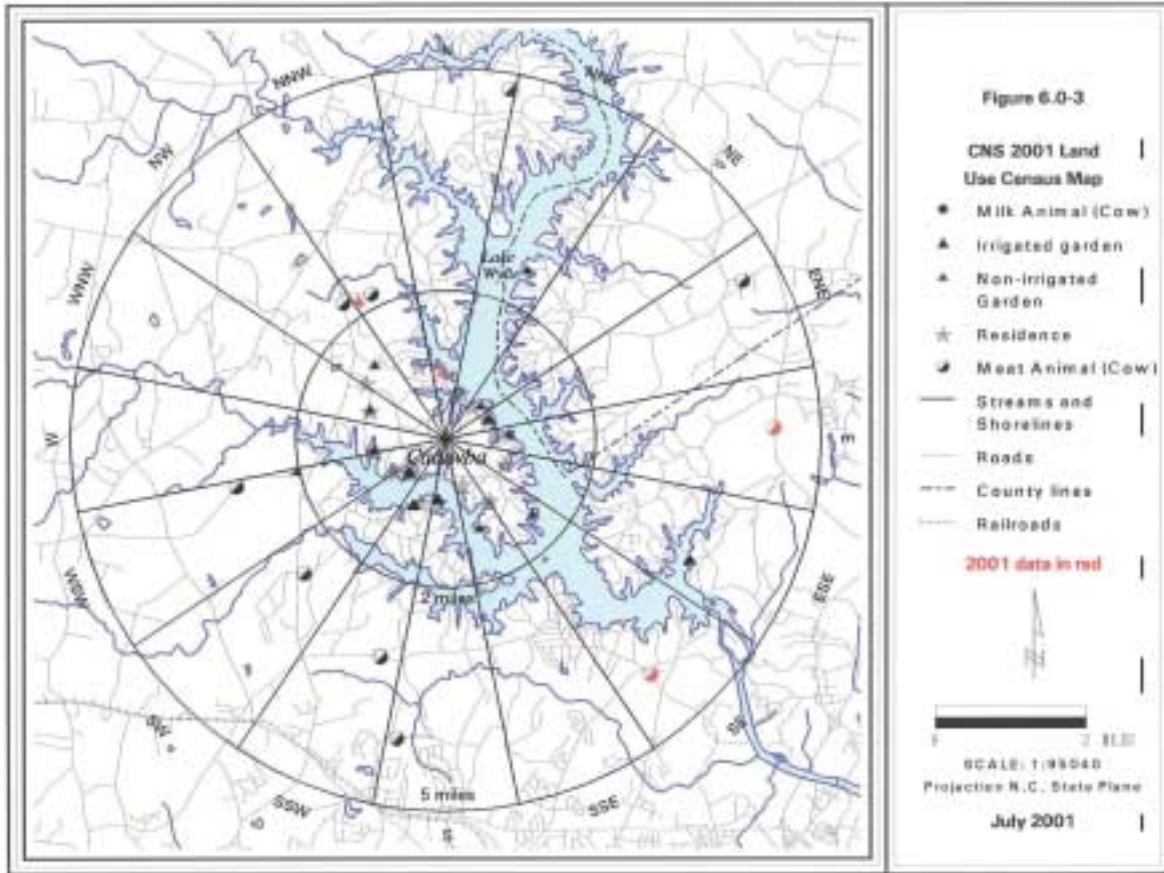 NNW
NNE
NW
NE
WNW
ENE
Lake
W
Catawba
WSW
ESE
2 miles
SW
SE
5 miles
SSW
SSE
S
Figure 6.0-3
CNS 2001 Land
Use Census Map
Milk Animal (Cow)
Irrigated garden
Non-irrigated
Garden
Residence
Meat Animal (Cow)
Streams and
Shorelines
Roads
County lines
Railroads
2001 data in red
0 2
SCALE: 1:95040
Projection N.C. State Plane
July 2001